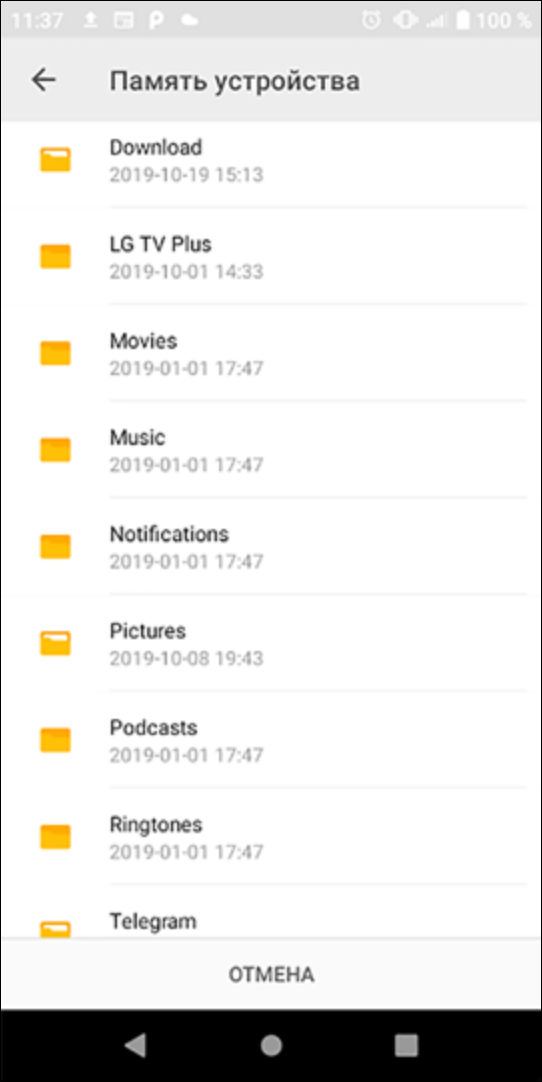 11:37 100 %
Память устройства
Download
2019-10-19 15:13
LG TV Plus
2019-10-01 14:33
Movies
2019-01-01 17:47
Music
2019-01-01 17:47
Notifications
2019-01-01 17:47
Pictures
2019-10-08 19:43
Podcasts
2019-01-01 17:47
Ringtones
2019-01-01 17:47
Telegram
ОТМЕНА